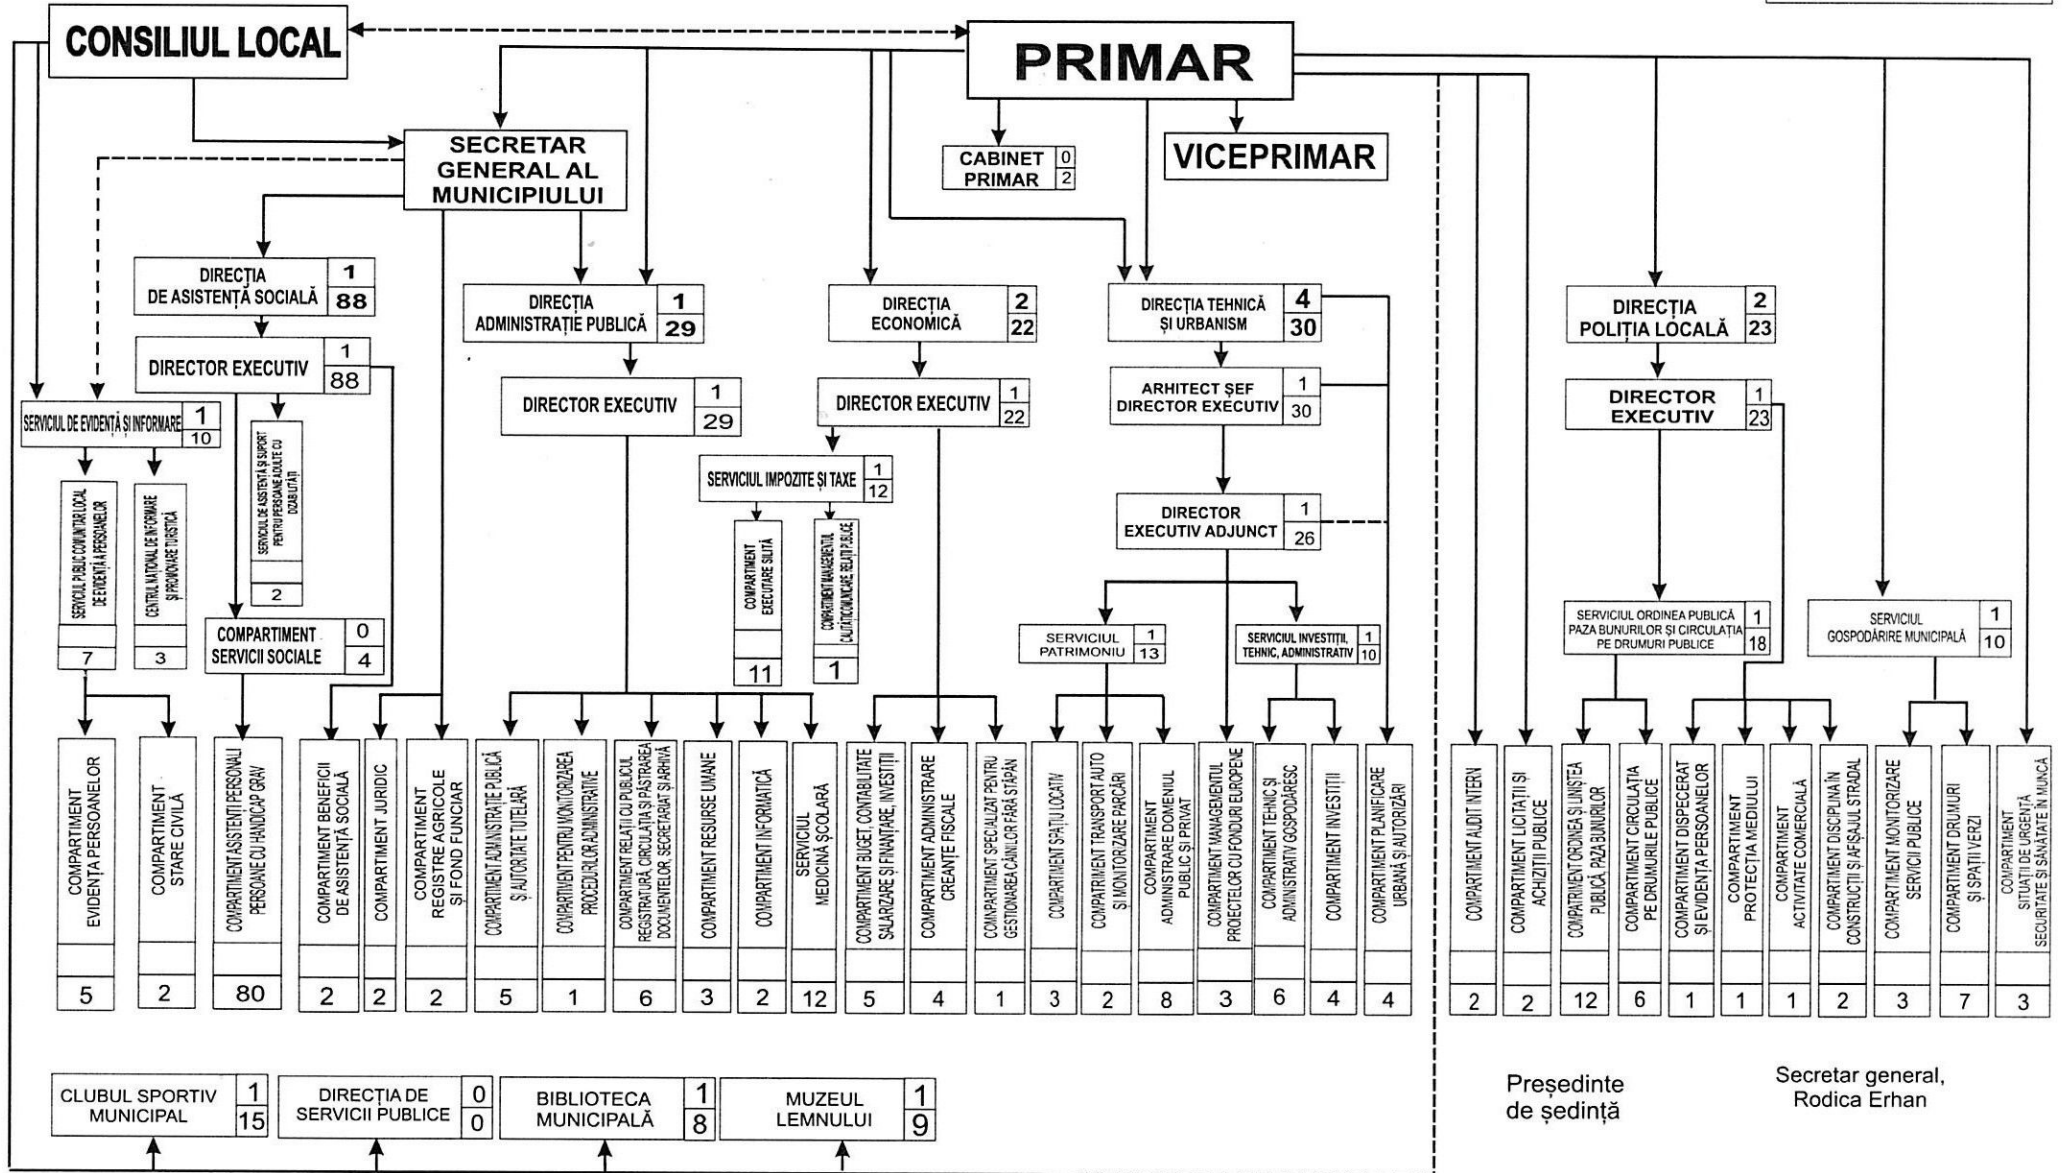 CONSILIUL LOCAL
PRIMAR
SECRETAR
GENERAL AL
MUNICIPIULUI
CABINET
PRIMAR
0
2
VICEPRIMAR
DIRECȚIA
DE ASISTENȚĂ SOCIALĂ
1
88
DIRECȚIA
ADMINISTRAȚIE PUBLICĂ
1
29
DIRECȚIA
ECONOMICĂ
2
22
DIRECȚIA TEHNICĂ
ȘI URBANISM
4
30
DIRECȚIA
POLIȚIA LOCALĂ
2
23
DIRECTOR EXECUTIV
1
88
DIRECTOR EXECUTIV
1
29
DIRECTOR EXECUTIV
1
22
ARHITECT ȘEF
DIRECTOR EXECUTIV
1
30
DIRECTOR
EXECUTIV
1
23
SERVICIUL DE EVIDENȚĂ ȘI INFORMARE
1
10
SERVICIUL PUBLIC COMUNITAR LOCAL
DE EVIDENȚĂ A PERSOANELOR
7
CENTRUL NAȚIONAL DE INFORMARE
ȘI PROMOVARE TURISTICĂ
3
SERVICIUL DE ASISTENȚĂ ȘI SUPORT
PENTRU PERSOANE ADULTE CU
DIZABILITĂȚI
2
COMPARTIMENT
SERVICII SOCIALE
0
4
SERVICIUL IMPOZITE ȘI TAXE
1
12
COMPARTIMENT
EXECUTARE SILITĂ
11
COMPARTIMENT MANAGEMENTUL
CALITĂȚII COMUNICARE, RELAȚII PUBLICE
1
DIRECTOR
EXECUTIV ADJUNCT
1
26
SERVICIUL
PATRIMONIU
1
13
SERVICIUL INVESTIȚII,
TEHNIC, ADMINISTRATIV
1
10
SERVICIUL ORDINEA PUBLICĂ
PAZA BUNURILOR ȘI CIRCULAȚIA
PE DRUMURI PUBLICE
1
18
SERVICIUL
GOSPODĂRIRE MUNICIPALĂ
1
10
COMPARTIMENT
EVIDENȚA PERSOANELOR
5
COMPARTIMENT
STARE CIVILĂ
2
COMPARTIMENT ASISTENȚI PERSONALI
PERSOANE CU HANDICAP GRAV
80
COMPARTIMENT BENEFICII
DE ASISTENȚĂ SOCIALĂ
2
COMPARTIMENT JURIDIC
2
COMPARTIMENT
REGISTRE AGRICOLE
ȘI FOND FUNCIAR
2
COMPARTIMENT ADMINISTRAȚIE PUBLICĂ
ȘI AUTORITATE TUTELARĂ
5
COMPARTIMENT PENTRU MONITORIZAREA
PROCEDURILOR ADMINISTRATIVE
1
COMPARTIMENT RELAȚII CU PUBLICUL
REGISTRATURĂ, CIRCULAȚIA ȘI PĂSTRAREA
DOCUMENTELOR, SECRETARIAT ȘI ARHIVĂ
6
COMPARTIMENT RESURSE UMANE
3
COMPARTIMENT INFORMATICĂ
2
SERVICIUL
MEDICINĂ ȘCOLARĂ
12
COMPARTIMENT BUGET, CONTABILITATE
SALARIZARE ȘI FINANȚARE, INVESTIȚII
5
COMPARTIMENT ADMINISTRARE
CREANȚE FISCALE
4
COMNPARTIMENT SPECIALIZAT PENTRU
GESTIONAREA CÂINILOR FĂRĂ STĂPÂN
1
COMPARTIMENT SPAȚIU LOCATIV
3
COMPATRIMENT TRANSPORT AUTO
ȘI MONITORIZARE PARCĂRI
2
COMPARTIMENT
ADMINISTRARE DOMENIUL
PUBLIC ȘI PRIVAT
8
COMPARTIMENT MANAGEMENTUL
PROIECTELOR CU FONDURI EUROPENE
3
COMPARTIMENT TEHNIC ȘI
ADMINISTRATIV GOSPODĂRESC
6
COMPARTIMENT INVESTIȚII
4
COMPARTIMENT PLANIFICARE
URBANĂ ȘI AUTORIZĂRI
4
COMPARTIMENT AUDIT INTERN
2
COMPARTIMENT LICITAȚII ȘI
ACHIZIȚII PUBLICE
2
COMPATRIMENT ORDINEA ȘI LINIȘTEA
PUBLICĂ, PAZA BUNURILOR
12
COMPARTIMENT CIRCULAȚIA
PE DRUMURILE PUBLICE
6
COMPARTIMENT DISPECERAT
ȘI EVIDENȚA PERSOANELOR
1
COMPARTIMENT
PROTECȚIA MEDIULUI
1
COMPARTIMENT
ACTIVITATE COMERCIALĂ
1
COMPARTIMENT DISCIPLINA ÎN
CONSTRUCȚII ȘI AFIȘAJUL STRADAL
2
COMPARTIMENT MONITORIZARE
SERVICII PUBLICE
3
COMPARTIMENT DRUMURI
ȘI SPAȚII VERZI
7
COMPARTIMENT
SITUAȚII DE URGENȚĂ
SECURITATE ȘI SĂNĂTATE ÎN MUNCĂ
3
CLUBUL SPORTIV
MUNICIPAL
1
15
DIRECȚIA DE
SERVICII PUBLICE
0
0
BIBLIOTECA
MUNICIPALĂ
1
8
MUZEUL
LEMNULUI
1
9
Președinte
de ședință
Secretar general,
Rodica Erhan